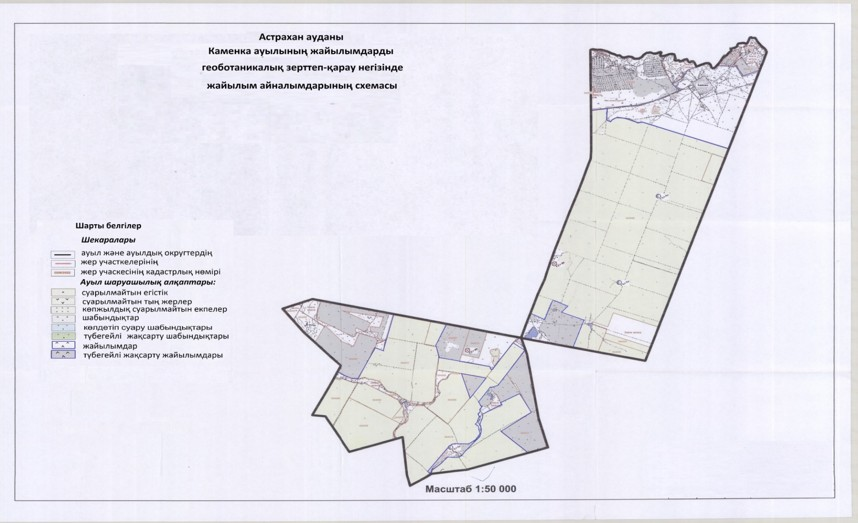 Астрахан ауданы
Каменка ауылының жайылымдарды
геоботаникалық зерттеп-қарау негізінде
жайылым айналымдарының схемасы
Шарты белгілер
Шекаралары
ауыл және ауылдық округтердің
жер участкелерінің
жер учаскесінің кадастрлық нөмірі
Ауыл шаруашылық алқаптары:
суарылмайтын егістік
суарылмайтын тың жерлер
көпжылдық суарылмайтын екпелер
шабындықтар
көлдетіп суару шабындықтары
түбегейлі жақсарту шабындықтары
жайылымдар
түбегейлі жақсарту жайылымдары
Масштаб 1:50 000